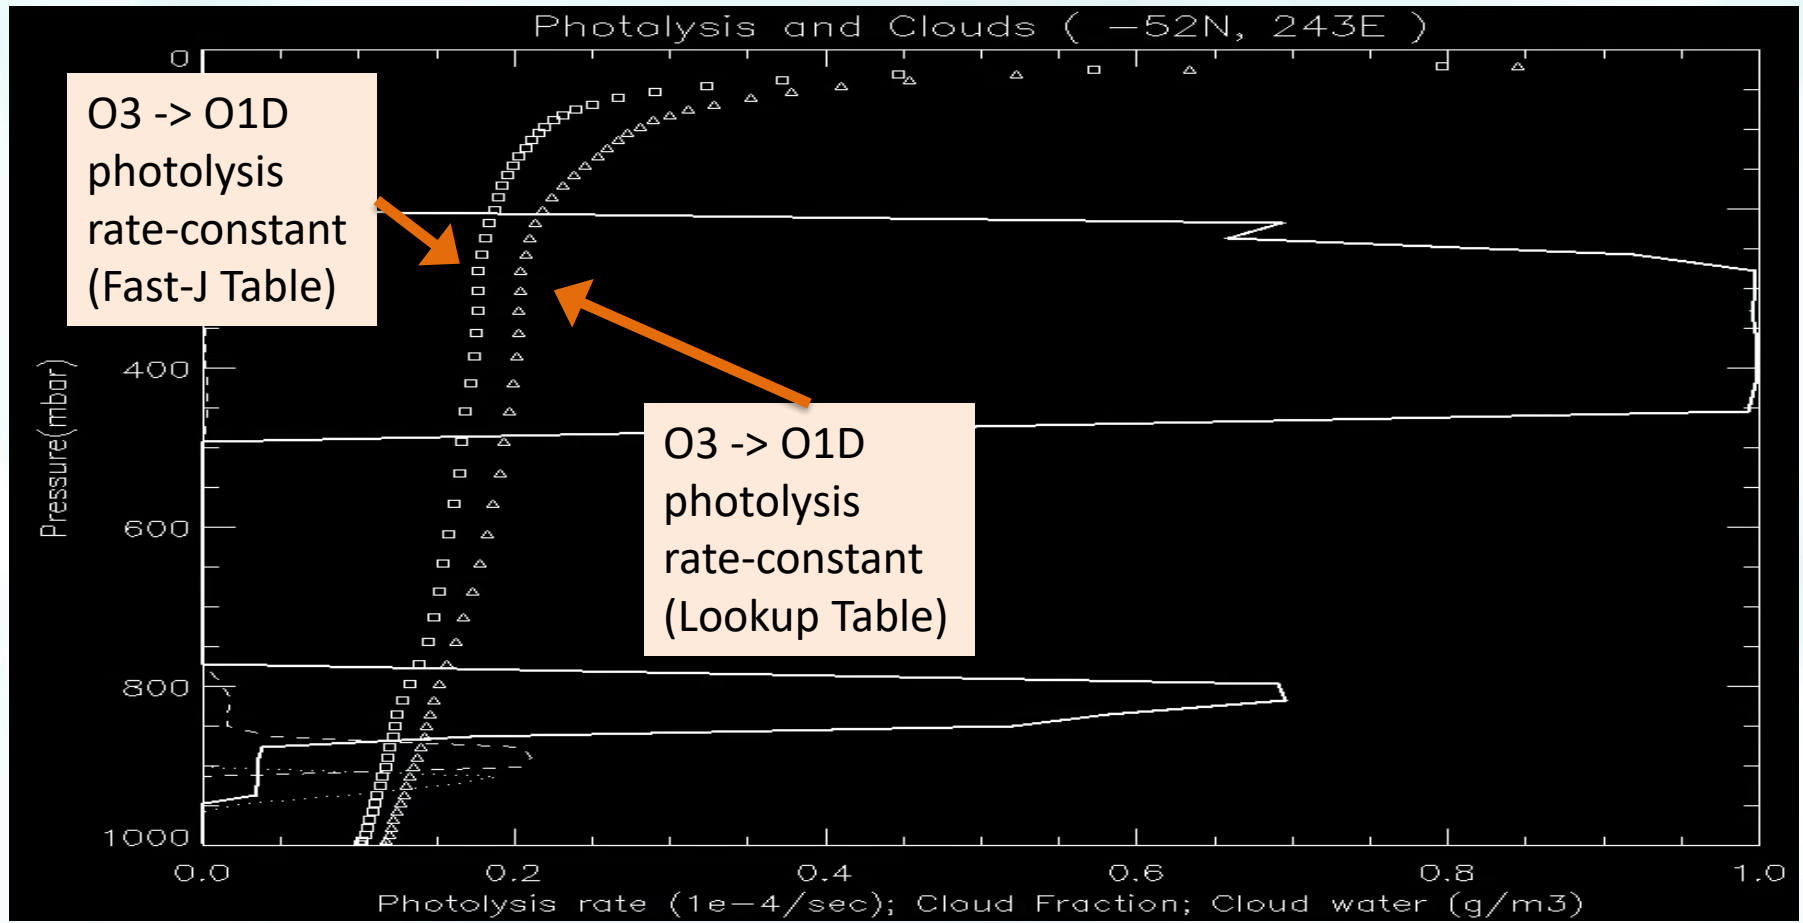 Photolysis and Clouds ( −52N, 243E )
0
O3 -> O1D
photolysis
rate-constant
(Fast-J Table)
400
O3 -> O1D
photolysis
rate-constant
(Lookup Table)
Pressure(mbar)
600
800
1000
0.0 0.2 0.4 0.6 0.8 1.0
Photolysis rate (1e−4/sec); Cloud Fraction; Cloud water (g/m3)